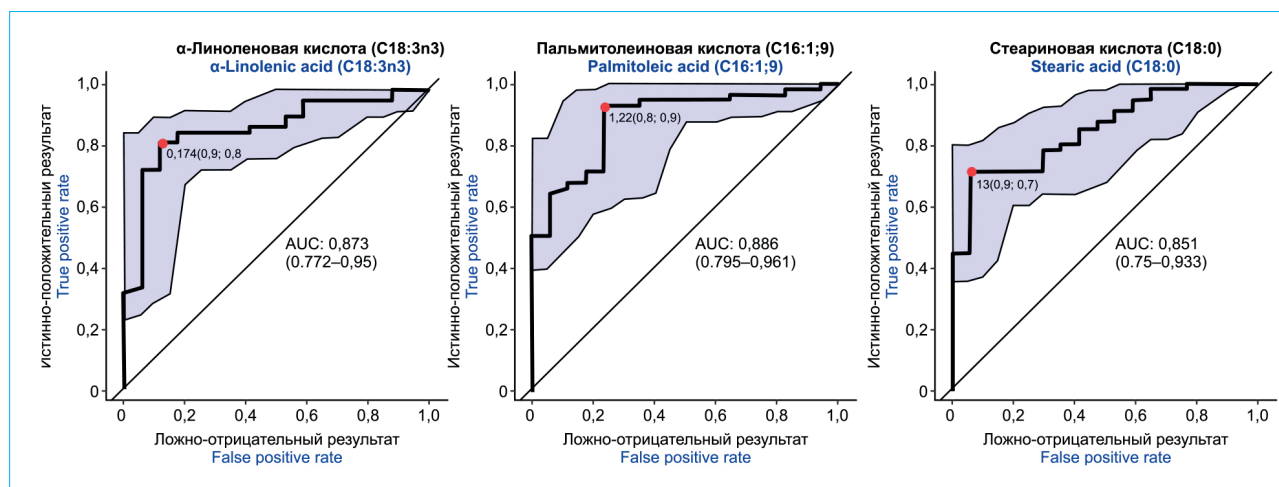 α-Линоленовая кислота (C18:3n3)
α-Linolenic acid (C18:3n3)
Истинно-положительный результат
True positive rate
1,0
0,8
0,6
0,4
0,2
0
0,174(0,9; 0,8
AUC: 0,873
(0.772–0,95)
0
0,2
0,4
0,6
0,8
1,0
Ложно-отрицательный результат
False positive rate
Пальмитолеиновая кислота (C16:1;9)
Palmitoleic acid (C16:1;9)
Истинно-положительный результат
True positive rate
1,0
0,8
0,6
0,4
0,2
0
1,22(0,8; 0,9)
AUC: 0,886
(0.795–0,961)
0
0,2
0,4
0,6
0,8
1,0
Ложно-отрицательный результат
False positive rate
Стеариновая кислота (C18:0)
Stearic acid (C18:0)
Истинно-положительный результат
True positive rate
1,0
0,8
0,6
0,4
0,2
0
13(0,9; 0,7)
AUC: 0,851
(0.75–0,933)
0
0,2
0,4
0,6
0,8
1,0
Ложно-отрицательный результат
False positive rate